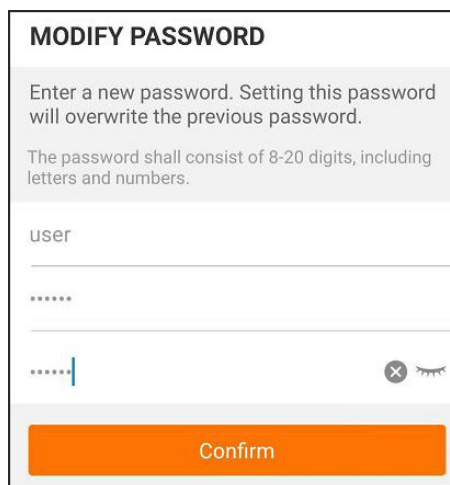 MODIFY PASSWORD
Enter a new password. Setting this password
will overwrite the previous password.
The password shall consist of 8-20 digits, including
letters and numbers.
user
••••••
••••••
Confirm